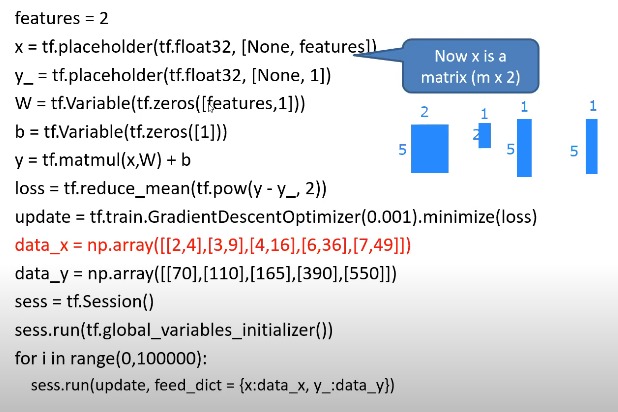 features = 2
x = tf.placeholder(tf.float32, [None, features])
y_ = tf.placeholder(tf.float32, [None, 1])
W = tf.Variable(tf.zeros([features,1]))
b = tf.Variable(tf.zeros([1]))
y = tf.matmul(x,W) + b
loss = tf.reduce_mean(tf.pow(y - y_, 2))
update = tf.train.GradientDescentOptimizer(0.001).minimize(loss)
data_x = np.array([[2,4],[3,9],[4,16],[6,36],[7,49]])
data_y = np.array([[70],[110],[165],[390],[550]])
sess = tf.Session()
sess.run(tf.global_variables_initializer())
for i in range(0,100000):
sess.run(update, feed_dict = {x:data_x, y_:data_y})
Now x is a
matrix (m x 2)
2 1 1 1
5 2 5 5